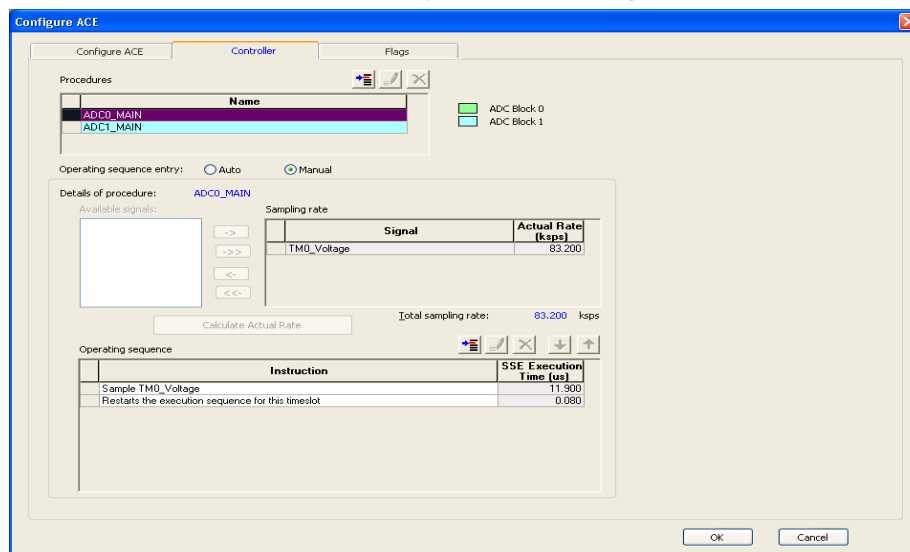 Configure ACE
Configure ACE Controller Flags
Procedures
Name
ADC0_MAIN
ADC1_MAIN
ADC Block 0
ADC Block 1
Operating sequence entry: Auto Manual
Details of procedure: ADC0_MAIN
Available signals:
Sampling rate
Signal Actual Rate (ksps)
TM0_Voltage 83.200
->
->>
<-
<<-
Total sampling rate: 83.200 ksps
Calculate Actual Rate
Operating sequence
Instruction SSE Execution Time (us)
Sample TM0_Voltage 11.900
Restarts the execution sequence for this timeslot 0.080
OK Cancel